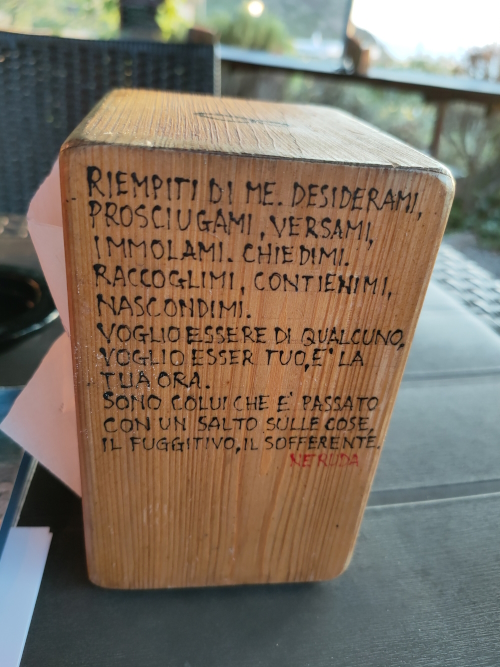 RIEMPITI DI ME. DESIDERAMI,
PROSCIUGAMI, VERSAMI,
IMMOLAMI. CHIEDIMI.
RACCOGLIMI, CONTIENIMI,
NASCONDIMI.
VOGLIO ESSERE DI QUALCUNO,
VOGLIO ESSER TUO, E' LA
TUA ORA.
SONO COLUI CHE E' PASSATO
CON UN SALTO SULLE COSE,
IL FUGGITIVO, IL SOFFERENTE.
NERUDA